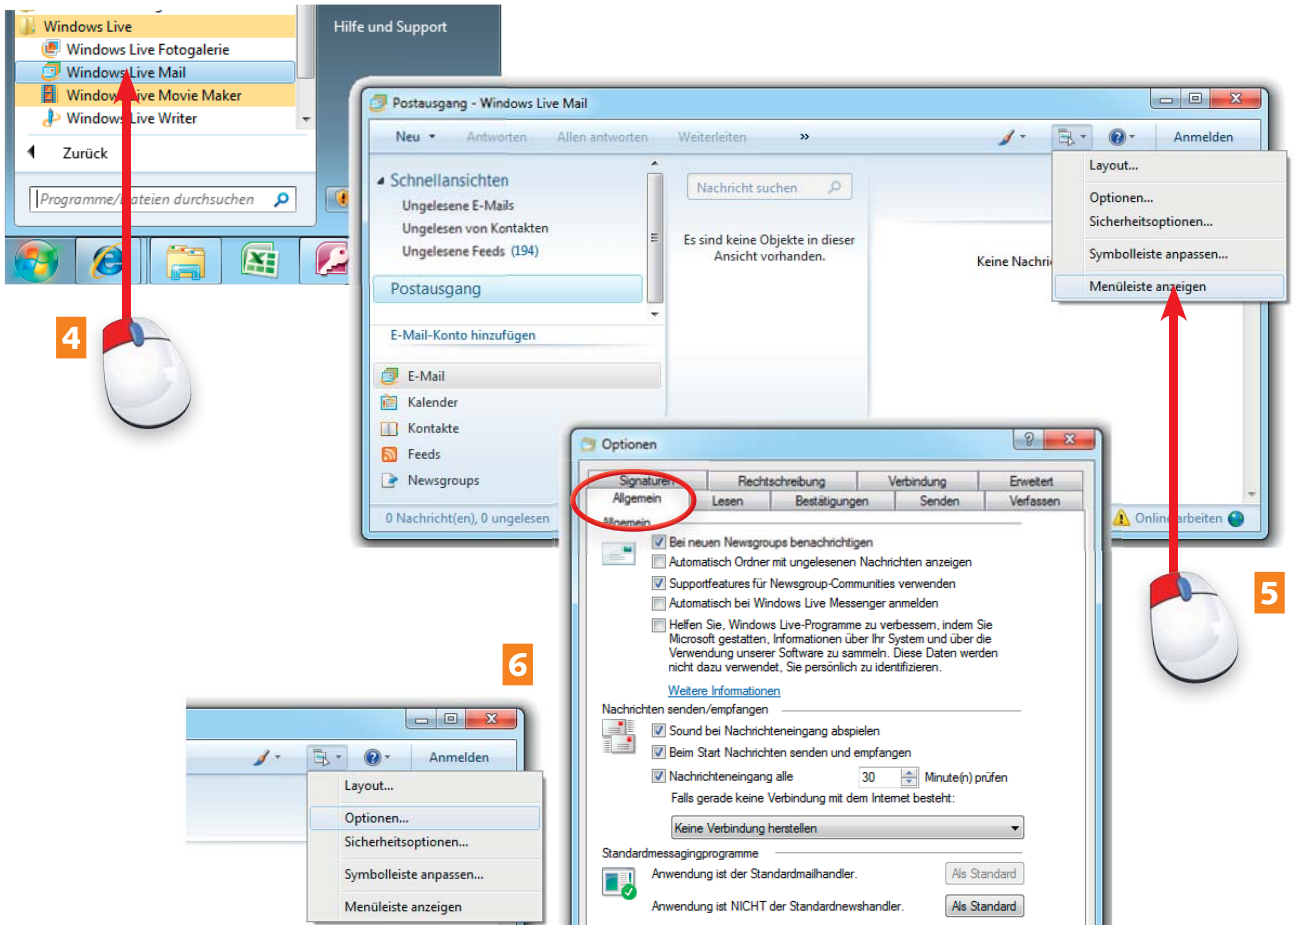 Windows Live
Windows Live Fotogalerie
Windows Live Mail
Windows Live Movie Maker
Windows Live Writer
Zurück
Programme/Dateien durchsuchen
Hilfe und Support
4
Postausgang - Windows Live Mail
Neu Antworten Allen antworten Weiterleiten » Anmelden
Schnellansichten
Ungelesene E-Mails
Ungelesen von Kontakten
Ungelesene Feeds (194)
Postausgang
E-Mail-Konto hinzufügen
E-Mail
Kalender
Kontakte
Feeds
Newsgroups
0 Nachricht(en), 0 ungelesen
Nachricht suchen
Es sind keine Objekte in dieser
Ansicht vorhanden.
Keine Nachri
Layout...
Optionen...
Sicherheitsoptionen...
Symbolleiste anpassen...
Menüleiste anzeigen
Online arbeiten
5
6
Anmelden
Layout...
Optionen...
Sicherheitsoptionen...
Symbolleiste anpassen...
Menüleiste anzeigen
Optionen
Signaturen Rechtschreibung Verbindung Erweitert
Allgemein Lesen Bestätigungen Senden Verfassen
Allgemein
Bei neuen Newsgroups benachrichtigen
Automatisch Ordner mit ungelesenen Nachrichten anzeigen
Supportfeatures für Newsgroup-Communities verwenden
Automatisch bei Windows Live Messenger anmelden
Helfen Sie, Windows Live-Programme zu verbessern, indem Sie
Microsoft gestatten, Informationen über Ihr System und über die
Verwendung unserer Software zu sammeln. Diese Daten werden
nicht dazu verwendet, Sie persönlich zu identifizieren.
Weitere Informationen
Nachrichten senden/empfangen
Sound bei Nachrichteneingang abspielen
Beim Start Nachrichten senden und empfangen
Nachrichteneingang alle 30 Minute(n) prüfen
Falls gerade keine Verbindung mit dem Internet besteht:
Keine Verbindung herstellen
Standardmessagingprogramme
Anwendung ist der Standardmailhandler. Als Standard
Anwendung ist NICHT der Standardnewshandler. Als Standard